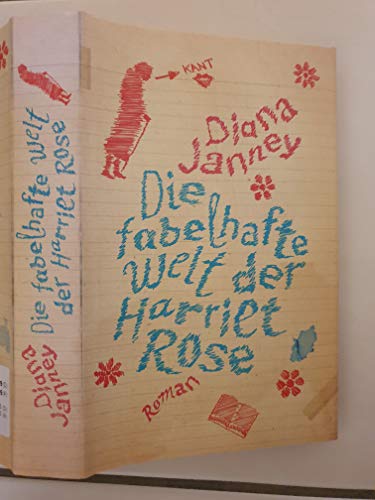 KANT
Diana
Janney
Die
fabelhafte
Welt der
Harriet
Rose
Roman
Diana
Janney
Die fabelhafte Welt
der Harriet Rose